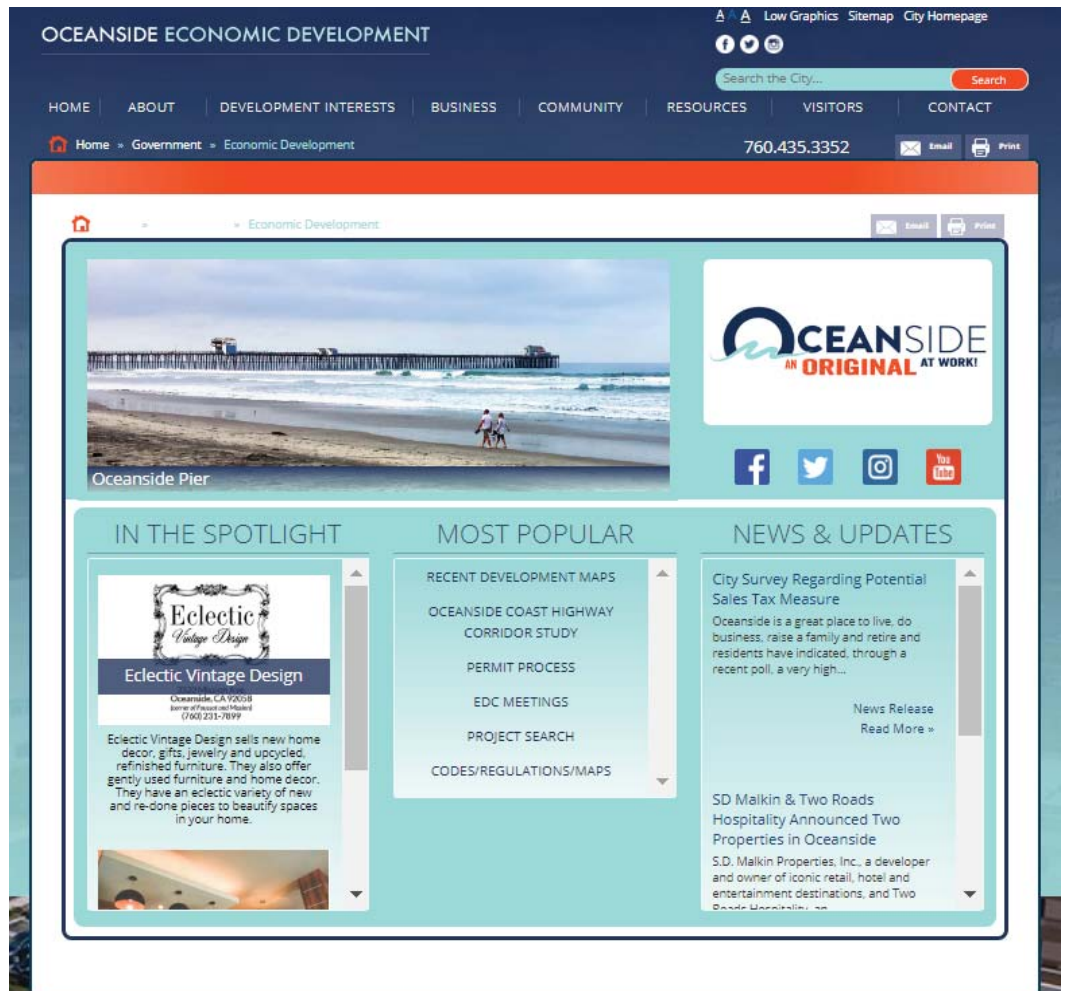 OCEANSIDE ECONOMIC DEVELOPMENT
A A A Low Graphics Sitemap City Homepage
Search the City... Search
HOME ABOUT DEVELOPMENT INTERESTS BUSINESS COMMUNITY RESOURCES VISITORS CONTACT
Home » Government » Economic Development 760.435.3352 Email Print
» » Economic Development Email Print
Oceanside Pier
OCEANSIDE
AN ORIGINAL AT WORK!
You
Tube
IN THE SPOTLIGHT
Eclectic
Vintage Design
Eclectic Vintage Design
Oceanside, CA 92058
(760) 231-7899
Eclectic Vintage Design sells new home
decor, gifts, jewelry and upcycled,
refinished furniture. They also offer
gently used furniture and home decor.
They have an eclectic variety of new
and re-done pieces to beautify spaces
in your home.
MOST POPULAR
RECENT DEVELOPMENT MAPS
OCEANSIDE COAST HIGHWAY
CORRIDOR STUDY
PERMIT PROCESS
EDC MEETINGS
PROJECT SEARCH
CODES/REGULATIONS/MAPS
NEWS & UPDATES
City Survey Regarding Potential
Sales Tax Measure
Oceanside is a great place to live, do
business, raise a family and retire and
residents have indicated, through a
recent poll, a very high...
News Release
Read More »
SD Malkin & Two Roads
Hospitality Announced Two
Properties in Oceanside
S.D. Malkin Properties, Inc., a developer
and owner of iconic retail, hotel and
entertainment destinations, and Two
Roads Hospitality, an